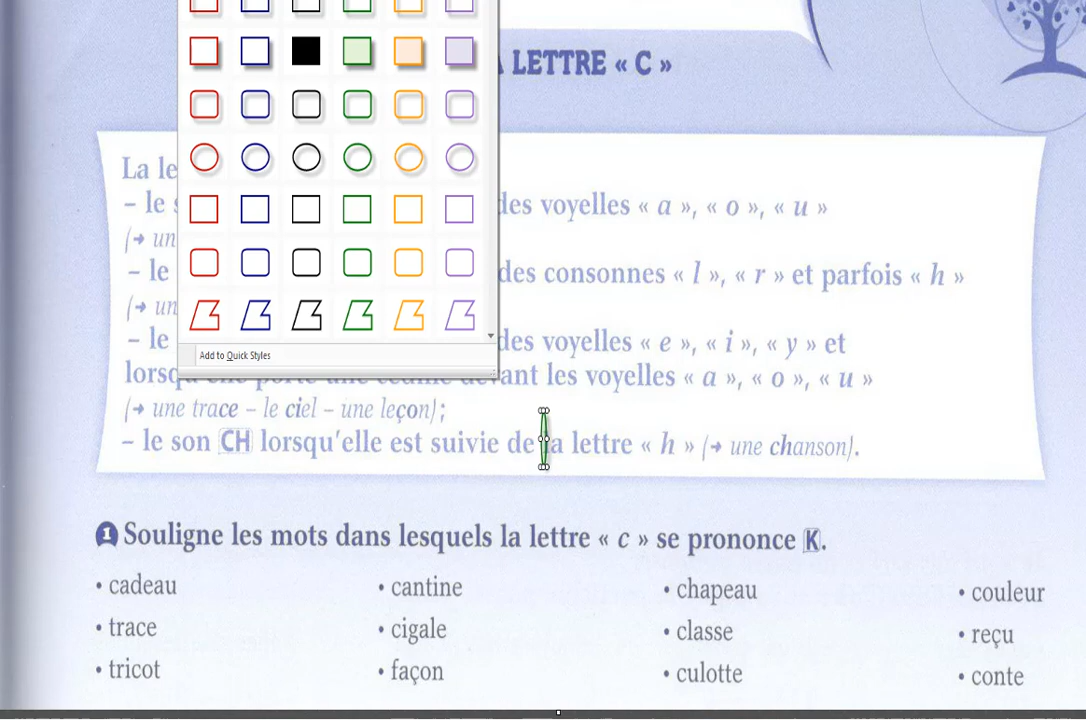 LETTRE « C »
La le
– le des voyelles « a », « o », « u »
(➔ un
– le des consonnes « l », « r » et parfois « h »
(➔ un
– le des voyelles « e », « i », « y » et
Add to Quick Styles
les voyelles « a », « o », « u »
(➔ une trace – le ciel – une leçon) ;
– le son CH lorsqu'elle est suivie de la lettre « h » (➔ une chanson).
1 Souligne les mots dans lesquels la lettre « c » se prononce K.
• cadeau • cantine • chapeau • couleur
• trace • cigale • classe • reçu
• tricot • façon • culotte • conte